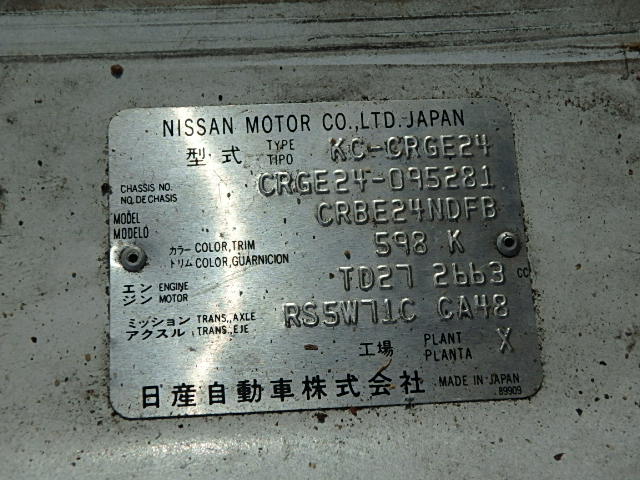 NISSAN MOTOR CO.,LTD. JAPAN
型式 TYPE TIPO KC-CRGE24
CHASSIS NO. NO. DE CHASIS CRGE24-095281
MODEL MODELO CRBE24NDFB
カラー COLOR, TRIM 598 K
トリム COLOR, GUARNICION
エンジン ENGINE MOTOR TD27 2663 CC
ミッション TRANS., AXLE RS5W71C CA48
アクスル TRANS., EJE
工場 PLANT PLANTA X
日産自動車株式会社 MADE IN JAPAN
89909